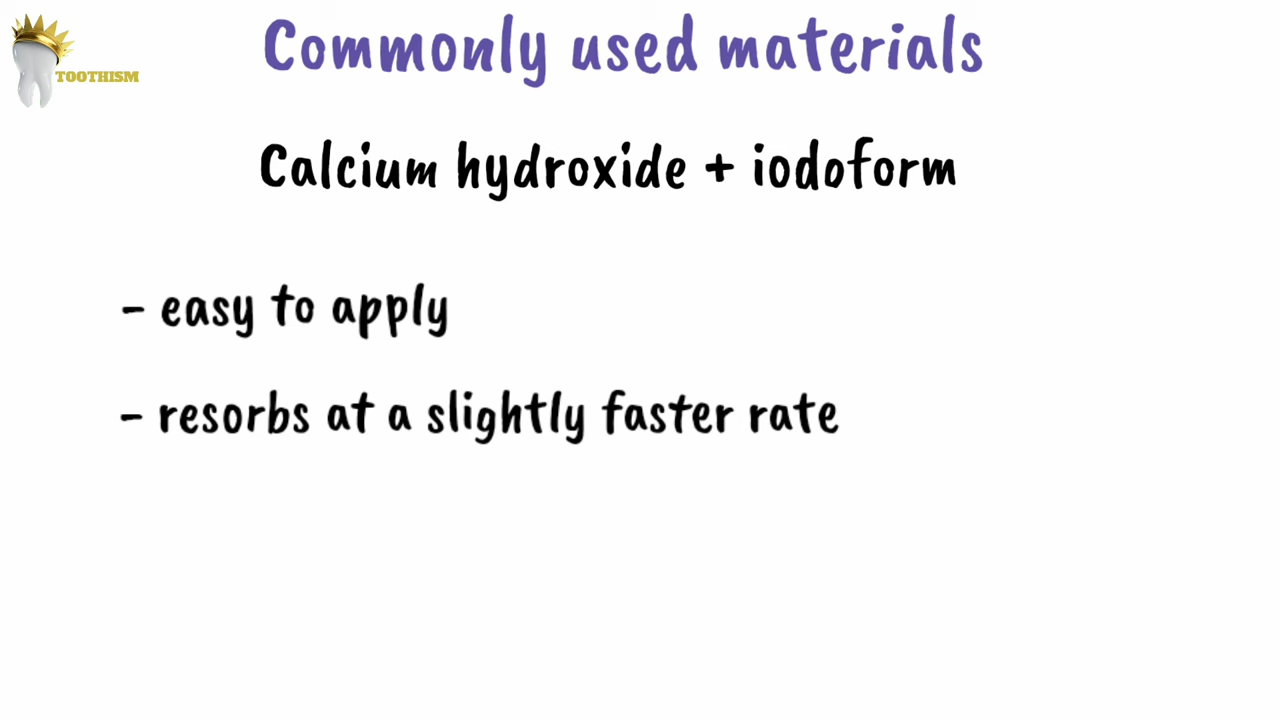 Commonly used materials
TOOTHISM
Calcium hydroxide + iodoform
- easy to apply
- resorbs at a slightly faster rate